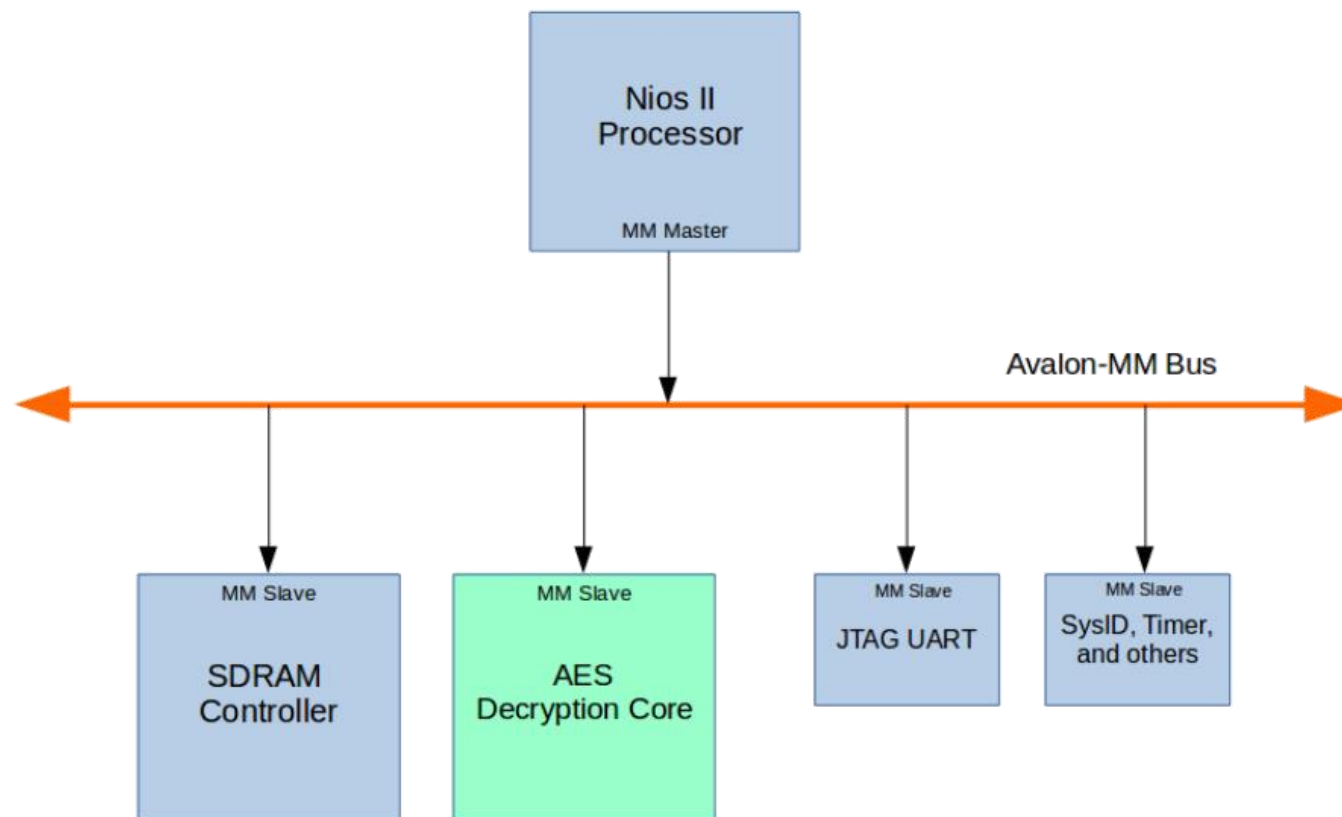 Nios II
Processor
MM Master
Avalon-MM Bus
MM Slave
SDRAM
Controller
MM Slave
AES
Decryption Core
MM Slave
JTAG UART
MM Slave
SysID, Timer,
and others